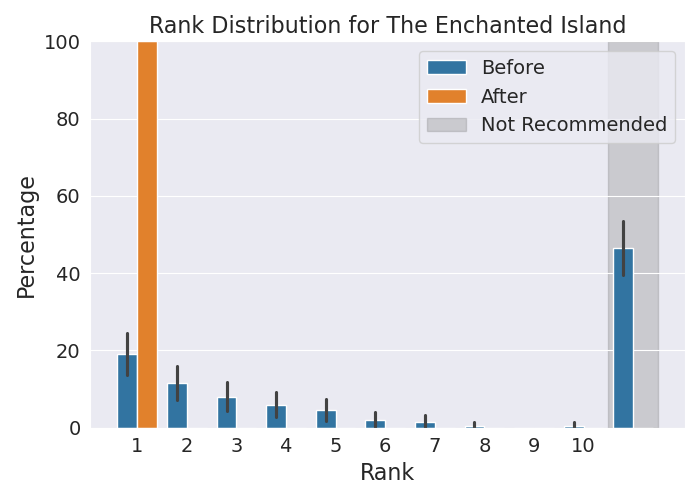 Rank Distribution for The Enchanted Island
100
80
60
40
20
0
Percentage
Before
After
Not Recommended
1 2 3 4 5 6 7 8 9 10
Rank